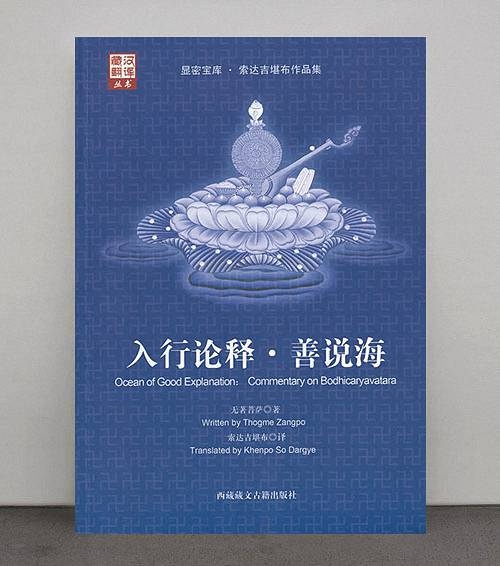 藏翻
汉译
丛书
显密宝库·索达吉堪布作品集
入行论释·善说海
Ocean of Good Explanation: Commentary on Bodhicaryavatara
无著菩萨◎著
Written by Thogme Zangpo
索达吉堪布◎译
Translated by Khenpo So Dargye
西藏藏文古籍出版社